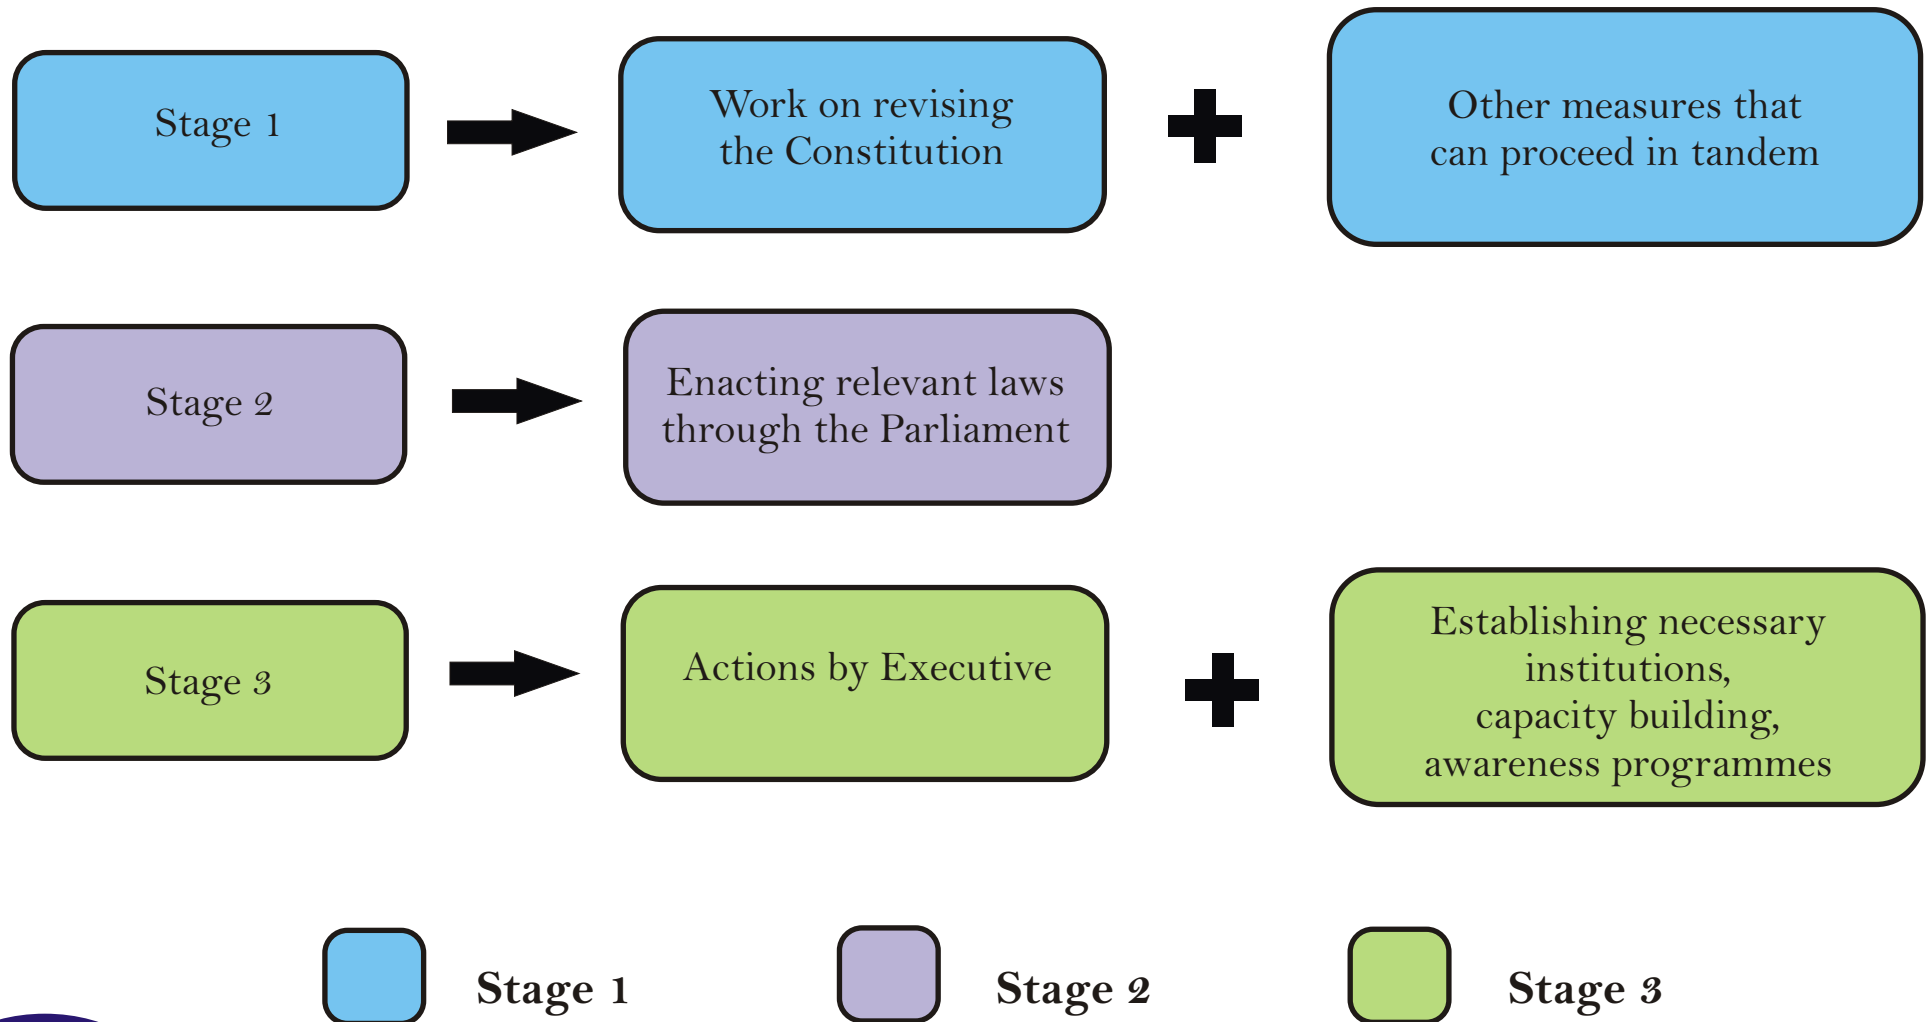 Stage 1
Work on revising
the Constitution
Other measures that
can proceed in tandem
Stage 2
Enacting relevant laws
through the Parliament
Stage 3
Actions by Executive
Establishing necessary
institutions,
capacity building,
awareness programmes
Stage 1
Stage 2
Stage 3